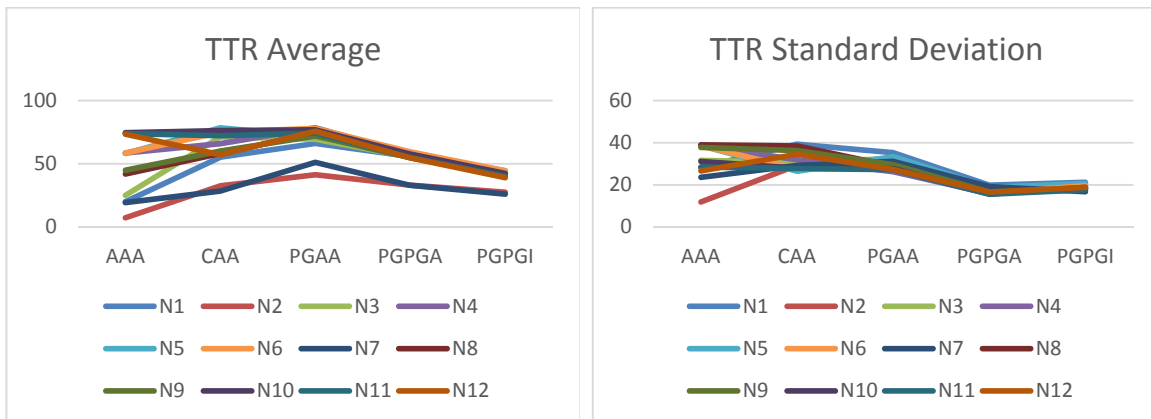 TTR Average
100
50
0
AAA CAA PGAA PGPGA PGPGI
N1 N2 N3 N4
N5 N6 N7 N8
N9 N10 N11 N12
TTR Standard Deviation
60
40
20
0
AAA CAA PGAA PGPGA PGPGI
N1 N2 N3 N4
N5 N6 N7 N8
N9 N10 N11 N12